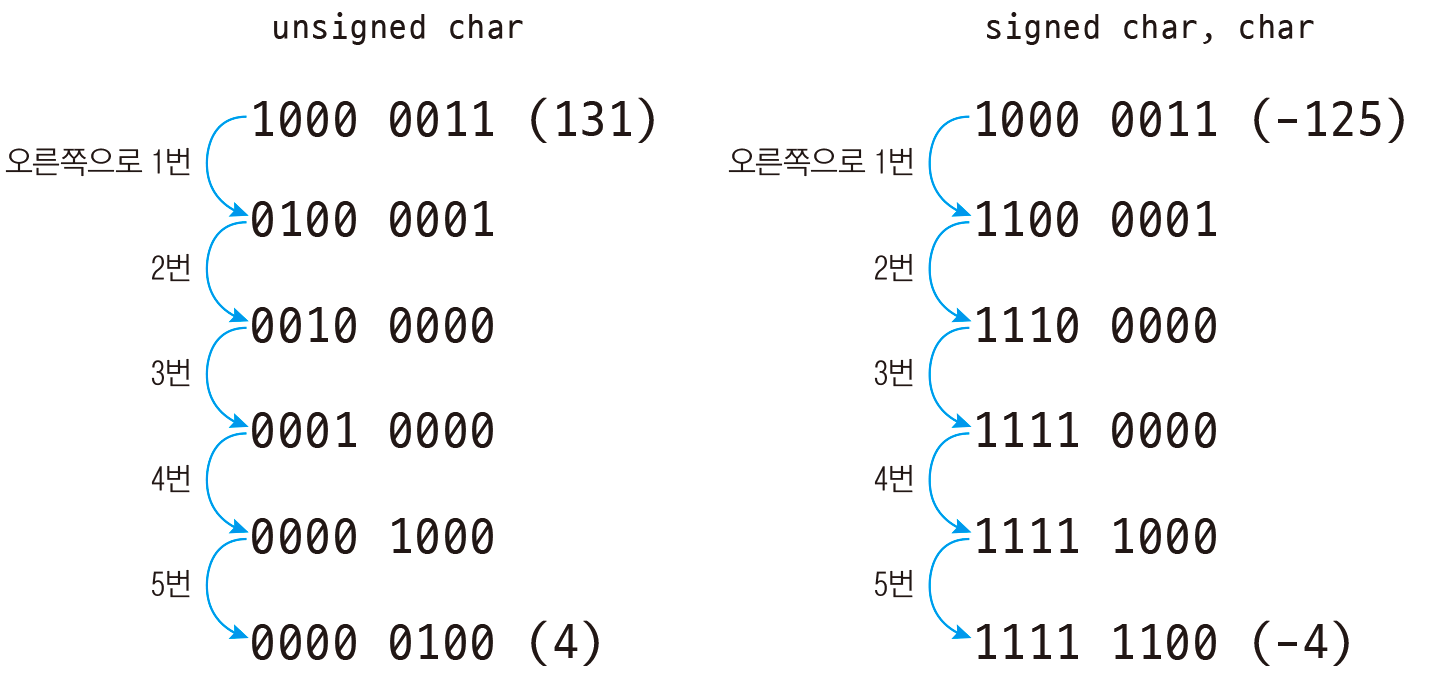 unsigned char
1000 0011 (131)
오른쪽으로 1번
0100 0001
2번
0010 0000
3번
0001 0000
4번
0000 1000
5번
0000 0100 (4)
signed char, char
1000 0011 (-125)
오른쪽으로 1번
1100 0001
2번
1110 0000
3번
1111 0000
4번
1111 1000
5번
1111 1100 (-4)